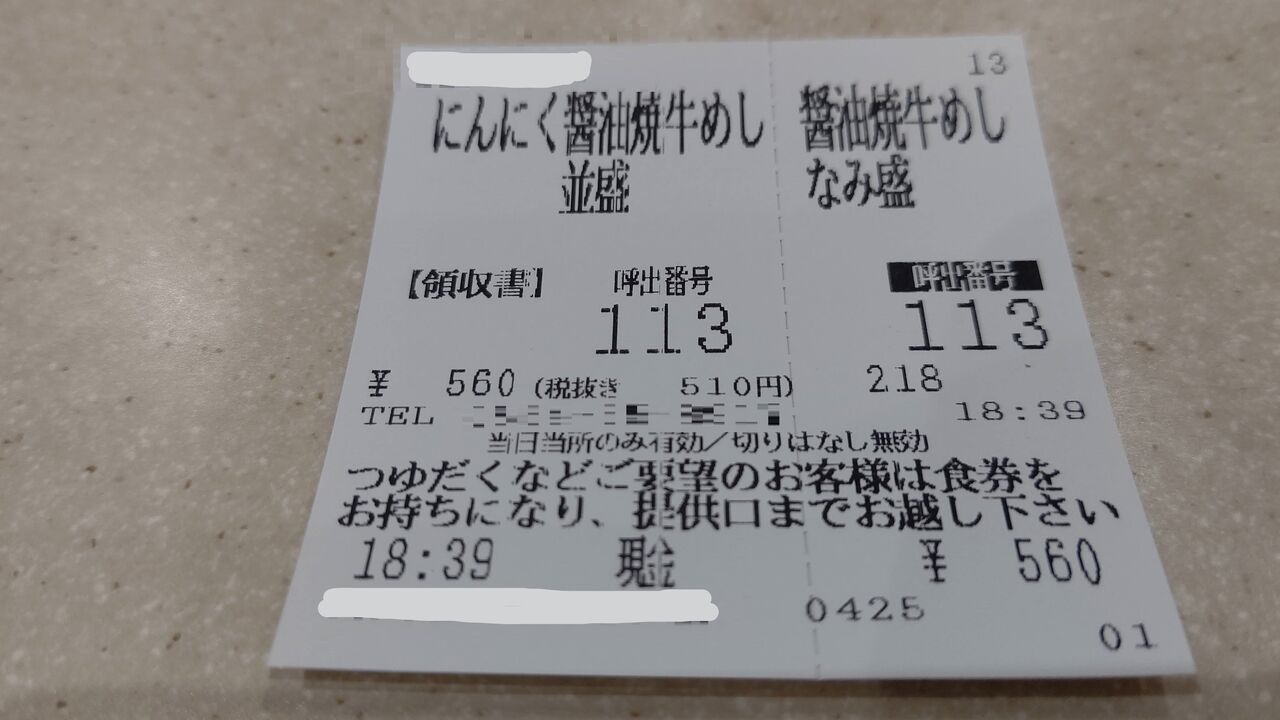 13
にんにく醤油焼牛めし 醤油焼牛めし
並盛 なみ盛
【領収書】 呼出番号 呼出番号
113 113
¥ 560 (税抜き 510円) 218
TEL 18:39
当日当所のみ有効/切りはなし無効
つゆだくなどご要望のお客様は食券を
お持ちになり、提供口までお越し下さい
18:39 現金 ¥ 560
0425
01